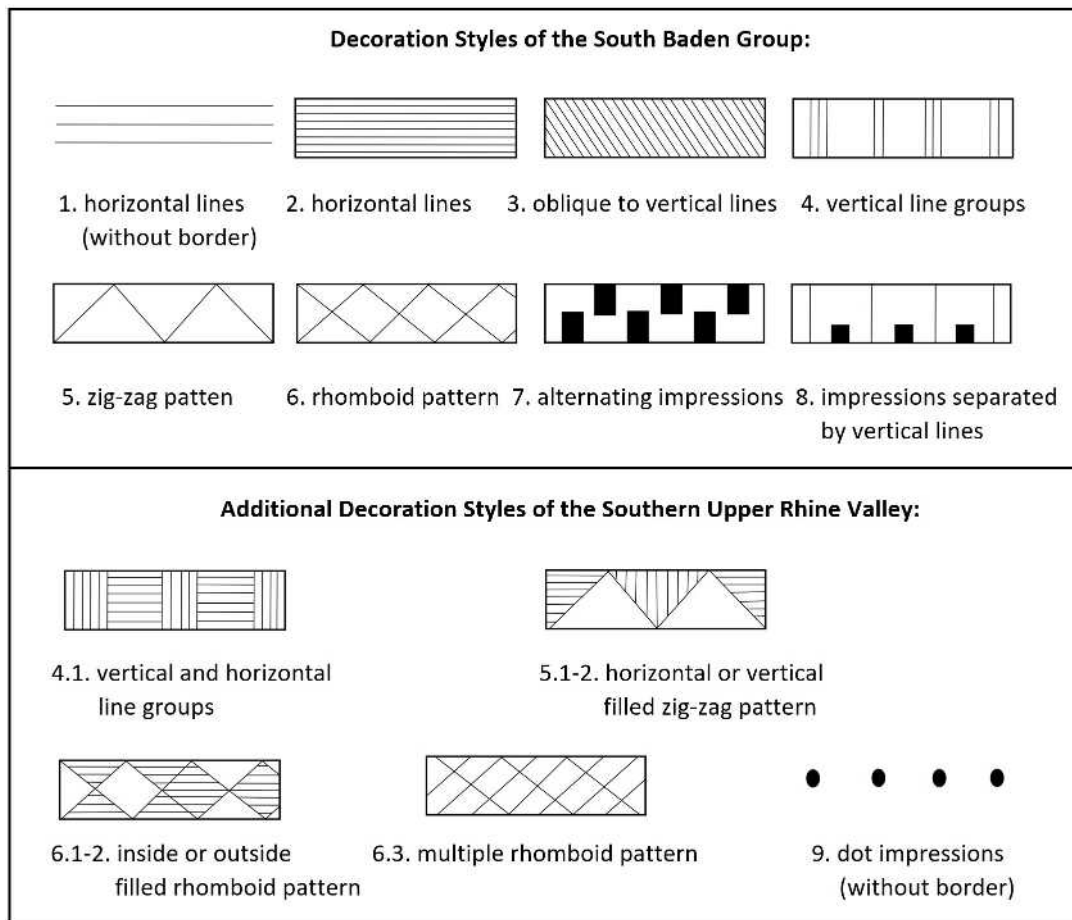 Decoration Styles of the South Baden Group:
1. horizontal lines
(without border)
2. horizontal lines
3. oblique to vertical lines
4. vertical line groups
5. zig-zag patten
6. rhomboid pattern
7. alternating impressions
8. impressions separated
by vertical lines
Additional Decoration Styles of the Southern Upper Rhine Valley:
4.1. vertical and horizontal
line groups
5.1-2. horizontal or vertical
filled zig-zag pattern
6.1-2. inside or outside
filled rhomboid pattern
6.3. multiple rhomboid pattern
9. dot impressions
(without border)